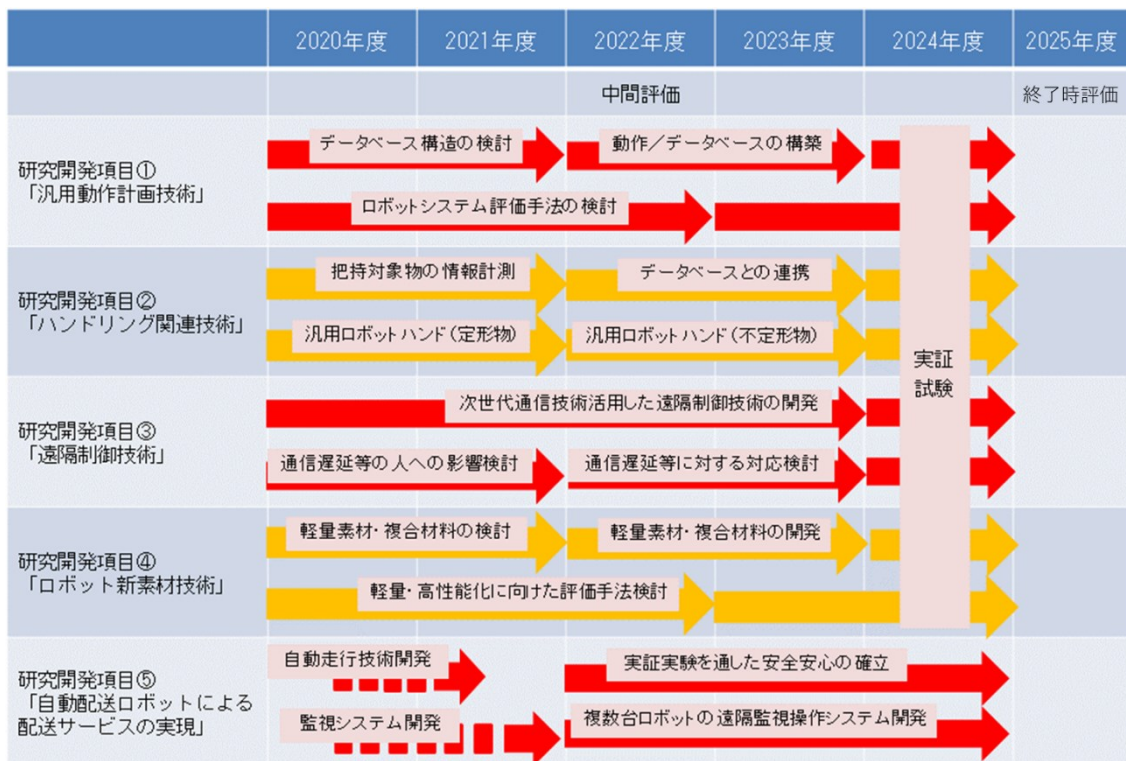 2020年度 2021年度 2022年度 2023年度 2024年度 2025年度
中間評価 終了時評価
研究開発項目①
「汎用動作計画技術」
データベース構造の検討 動作／データベースの構築
ロボットシステム評価手法の検討
研究開発項目②
「ハンドリング関連技術」
把持対象物の情報計測 データベースとの連携
汎用ロボットハンド(定形物) 汎用ロボットハンド(不定形物)
実証
試験
研究開発項目③
「遠隔制御技術」
次世代通信技術活用した遠隔制御技術の開発
通信遅延等の人への影響検討 通信遅延等に対する対応検討
研究開発項目④
「ロボット新素材技術」
軽量素材・複合材料の検討 軽量素材・複合材料の開発
軽量・高性能化に向けた評価手法検討
研究開発項目⑤
「自動配送ロボットによる
配送サービスの実現」
自動走行技術開発 実証実験を通した安全安心の確立
監視システム開発 複数台ロボットの遠隔監視操作システム開発